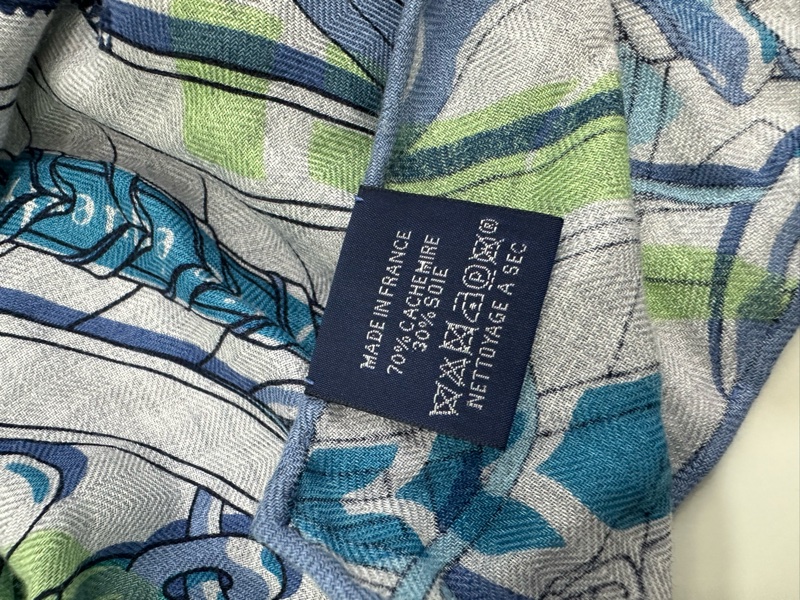 MADE IN FRANCE
70% CACHEMIRE
30% SOIE
NETTOYAGE À SEC